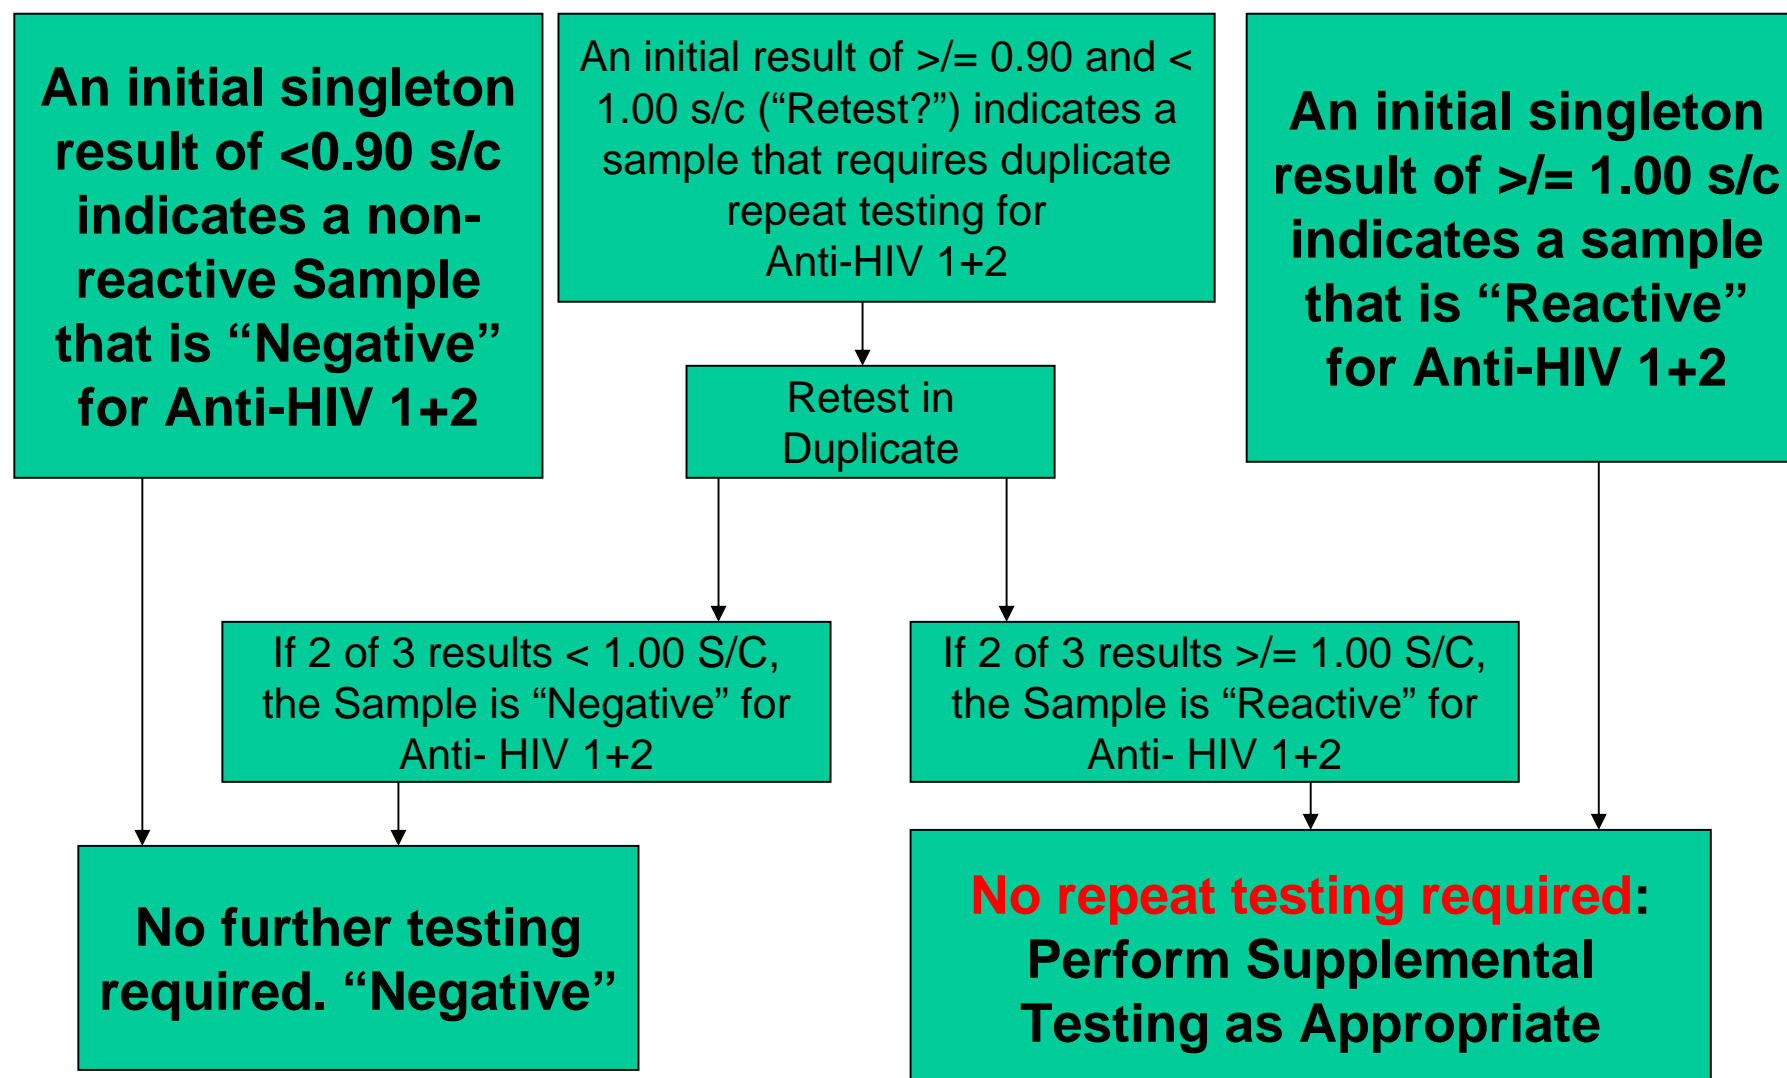 An initial singleton
result of <0.90 s/c
indicates a non-
reactive Sample
that is “Negative”
for Anti-HIV 1+2
An initial result of >/= 0.90 and <
1.00 s/c (“Retest?”) indicates a
sample that requires duplicate
repeat testing for
Anti-HIV 1+2
An initial singleton
result of >/= 1.00 s/c
indicates a sample
that is “Reactive”
for Anti-HIV 1+2
Retest in
Duplicate
If 2 of 3 results < 1.00 S/C,
the Sample is “Negative” for
Anti- HIV 1+2
If 2 of 3 results >/= 1.00 S/C,
the Sample is “Reactive” for
Anti- HIV 1+2
No further testing
required. “Negative”
No repeat testing required:
Perform Supplemental
Testing as Appropriate